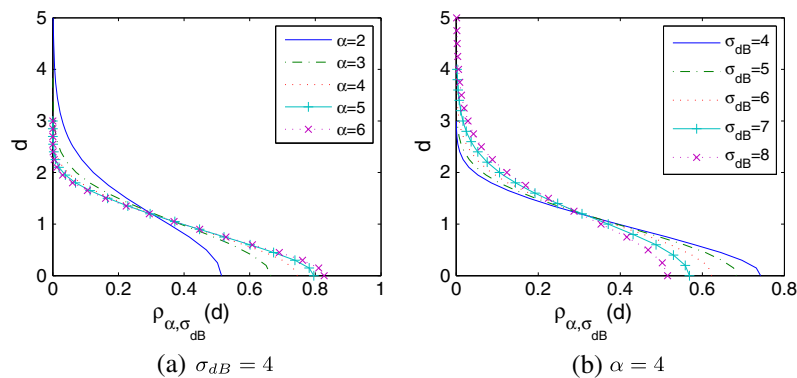 5
4
3
2
1
0
d
α=2
α=3
α=4
α=5
α=6
0 0.2 0.4 0.6 0.8 1
ρα,σdB(d)
(a) σdB = 4
5
4
3
2
1
0
d
σdB=4
σdB=5
σdB=6
σdB=7
σdB=8
0 0.2 0.4 0.6 0.8
ρα,σdB(d)
(b) α = 4